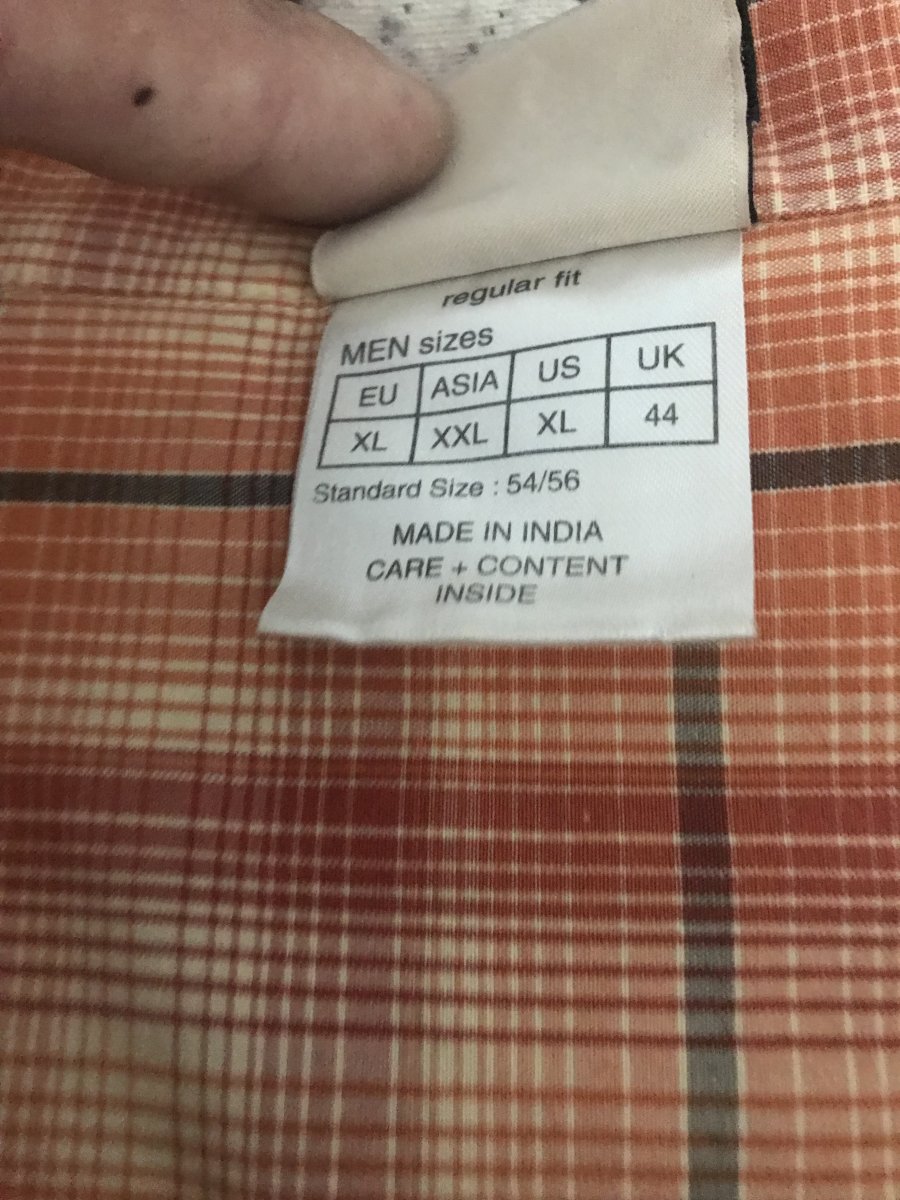 regular fit
MEN sizes
EU ASIA US UK
XL XXL XL 44
Standard Size : 54/56
MADE IN INDIA
CARE + CONTENT
INSIDE